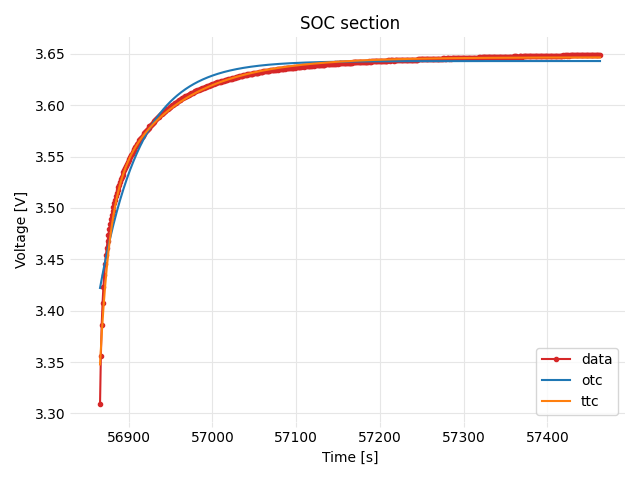 SOC section
Voltage [V]
3.65
3.60
3.55
3.50
3.45
3.40
3.35
3.30
data
otc
ttc
56900 57000 57100 57200 57300 57400
Time [s]